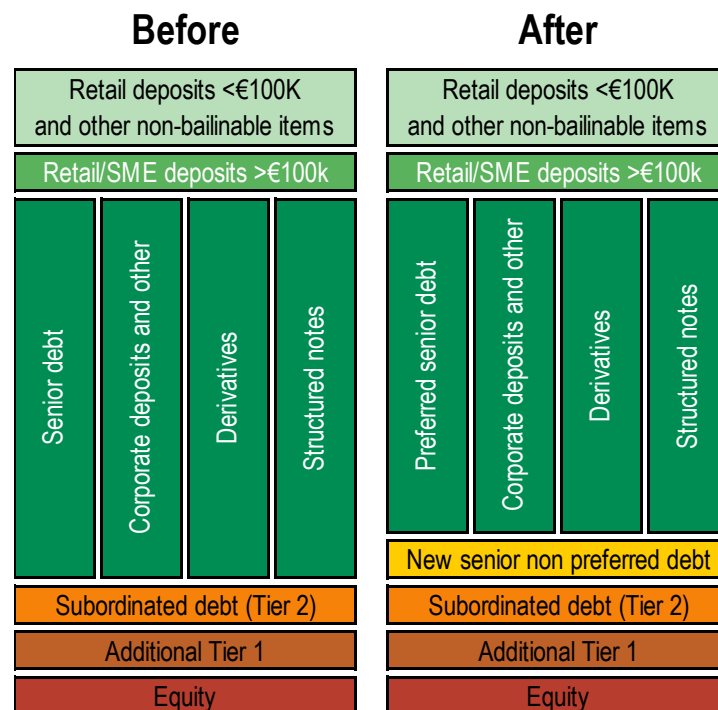 Before
Retail deposits <€100K
and other non-bailinable items
Retail/SME deposits >€100k
Senior debt
Corporate deposits and other
Derivatives
Structured notes
Subordinated debt (Tier 2)
Additional Tier 1
Equity
After
Retail deposits <€100K
and other non-bailinable items
Retail/SME deposits >€100k
Preferred senior debt
Corporate deposits and other
Derivatives
Structured notes
New senior non preferred debt
Subordinated debt (Tier 2)
Additional Tier 1
Equity